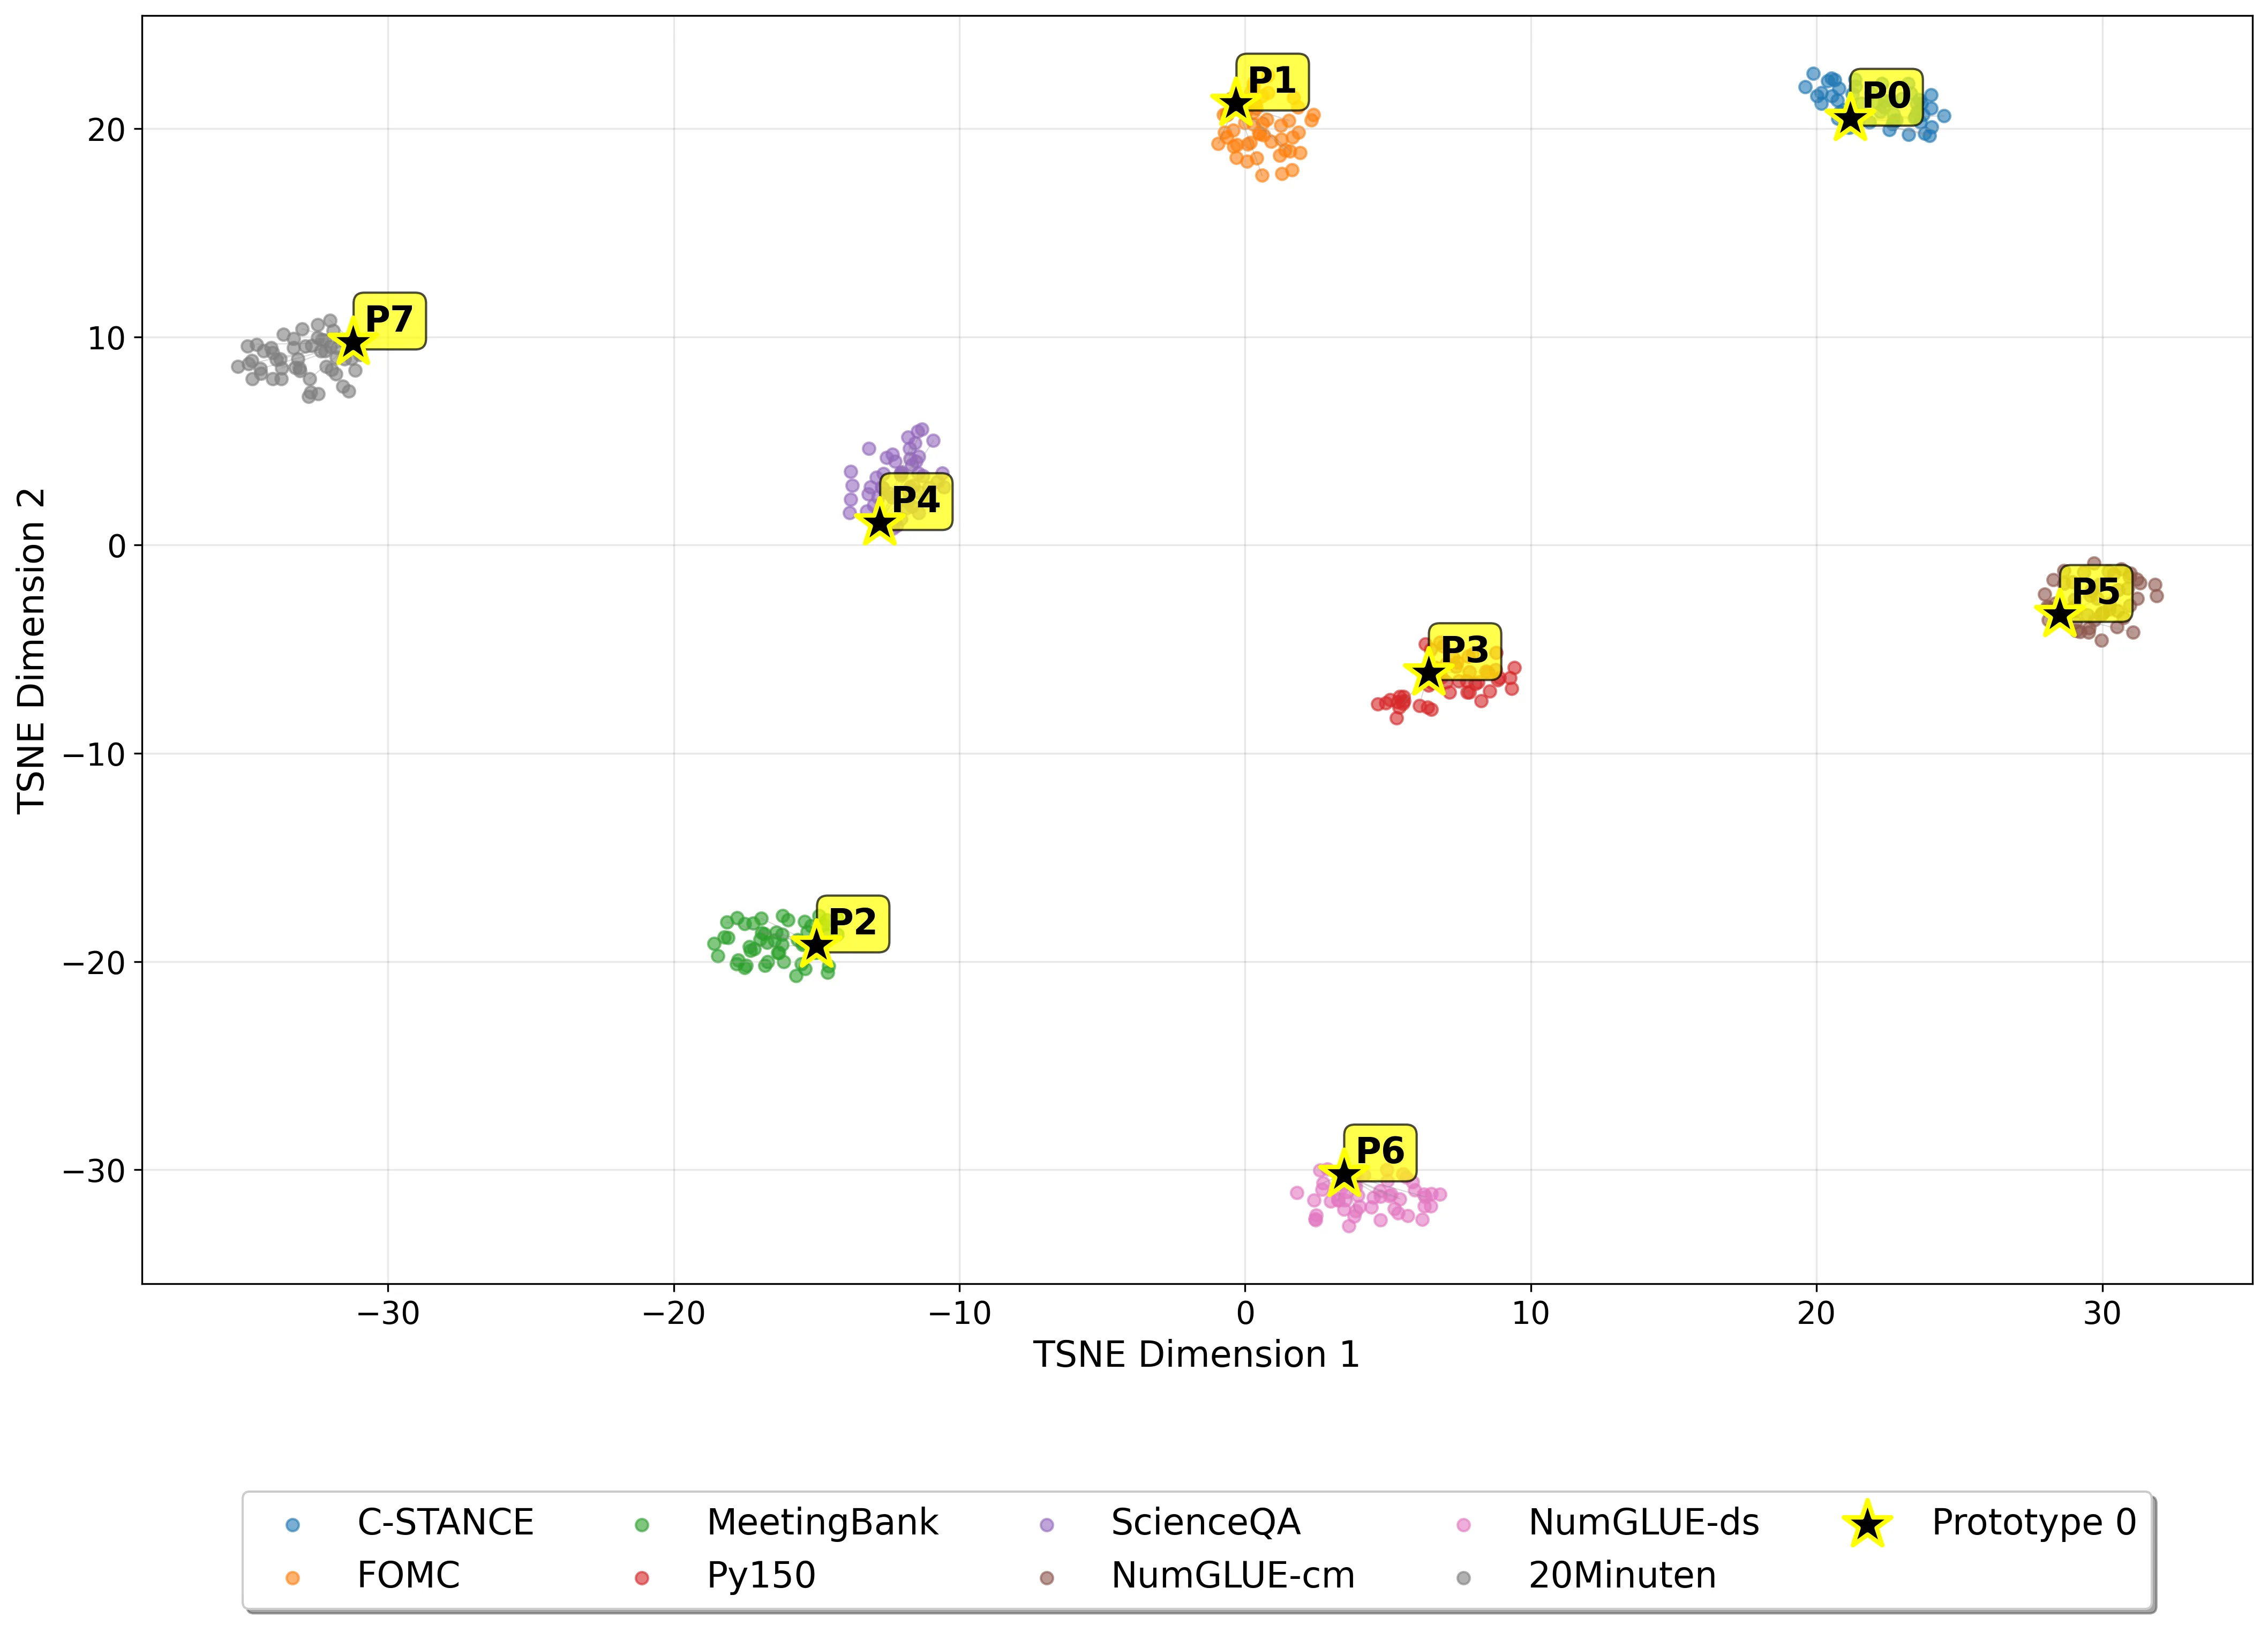 P1
P0
20
P7
10
P4
0
P5
P3
−10
P2
−20
P6
−30
TSNE Dimension 2
−30 −20 −10 0 10 20 30
TSNE Dimension 1
C-STANCE MeetingBank ScienceQA NumGLUE-ds Prototype 0
FOMC Py150 NumGLUE-cm 20Minuten